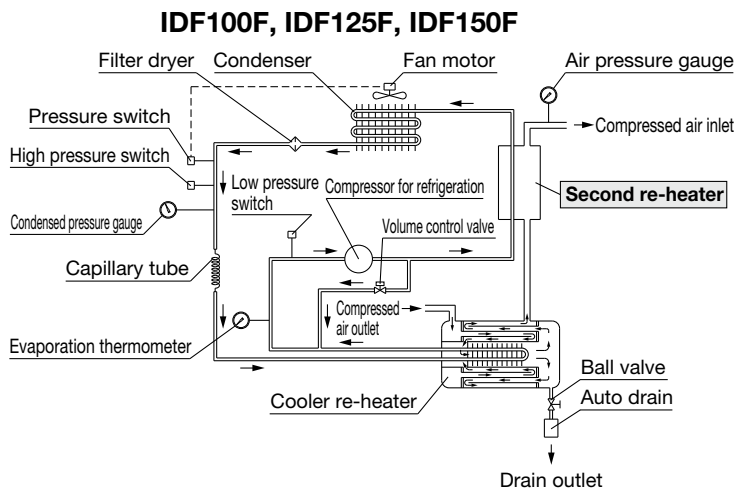 IDF100F, IDF125F, IDF150F
Filter dryer
Condenser
Fan motor
Air pressure gauge
Pressure switch
Compressed air inlet
High pressure switch
Low pressure
switch
Compressor for refrigeration
Second re-heater
Condensed pressure gauge
Volume control valve
Capillary tube
Compressed
air outlet
Evaporation thermometer
Ball valve
Cooler re-heater
Auto drain
Drain outlet